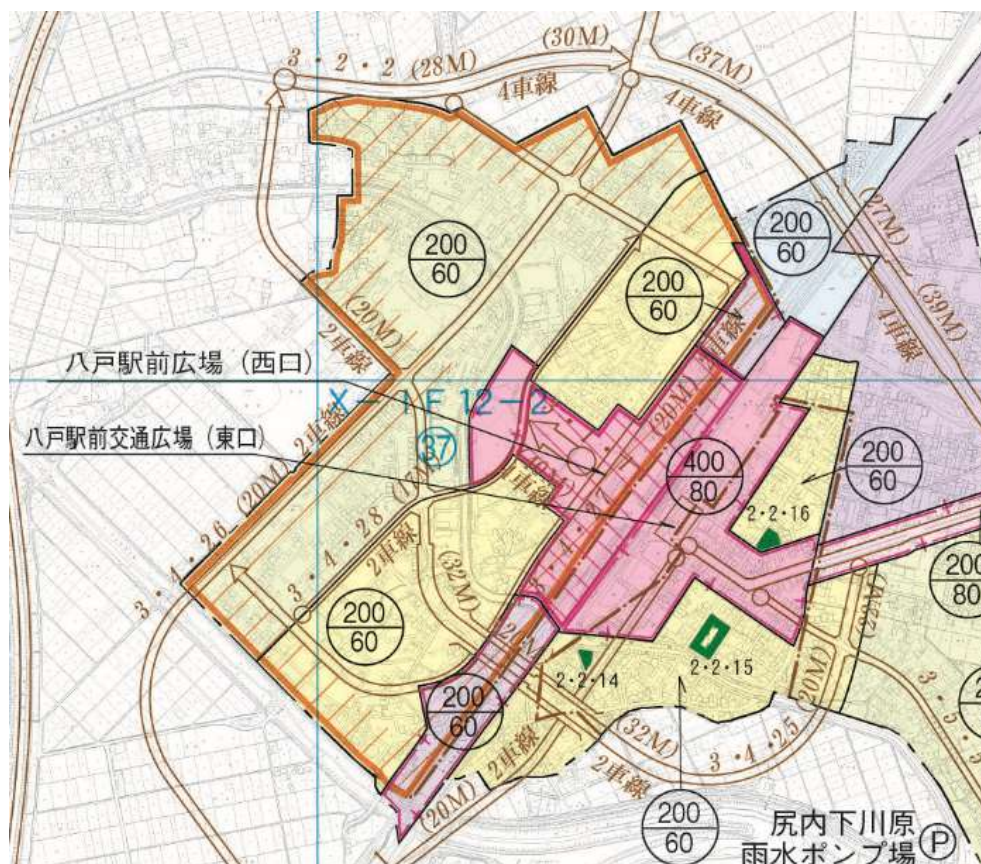 3・2・2 (28M)
(30M)
4車線
(37M)
4車線
200
60
200
60
200
60
(27M)
(39M)
4車線
(20M)
2車線
八戸駅前広場（西口）
(20M)
X-IF 12-2
八戸駅前交通広場（東口）
37
400
80
200
60
2・2・16
3・4・26
(20M)
2車線
3・4・28
2車線
(32M)
200
60
200
80
200
60
2・2・14
2・2・15
(20M)
2車線
(32M)
2車線
3・4・25
(20M)
3・5・5
200
60
尻内下川原
雨水ポンプ場
P